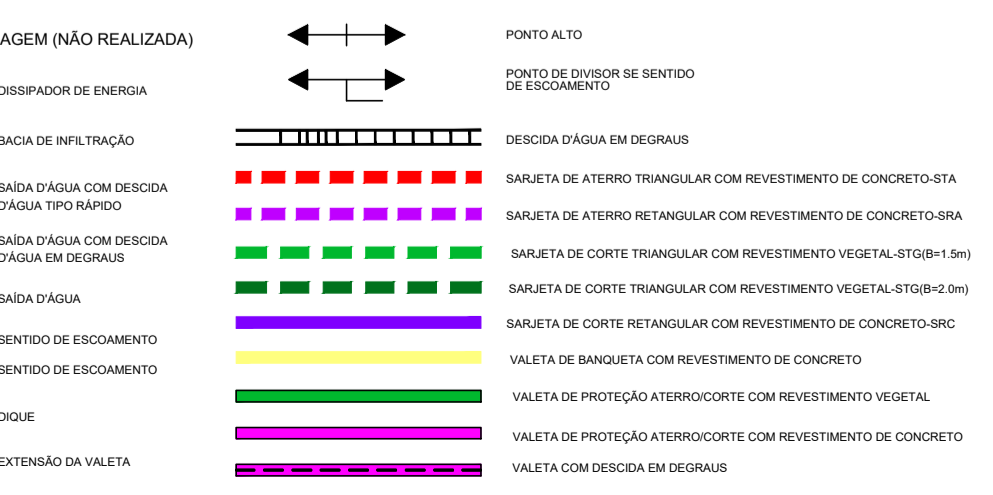 AGEM (NÃO REALIZADA)
DISSIPADOR DE ENERGIA
BACIA DE INFILTRAÇÃO
SAÍDA D'ÁGUA COM DESCIDA
D'ÁGUA TIPO RÁPIDO
SAÍDA D'ÁGUA COM DESCIDA
D'ÁGUA EM DEGRAUS
SAÍDA D'ÁGUA
SENTIDO DE ESCOAMENTO
SENTIDO DE ESCOAMENTO
DIQUE
EXTENSÃO DA VALETA
PONTO ALTO
PONTO DE DIVISOR SE SENTIDO
DE ESCOAMENTO
DESCIDA D'ÁGUA EM DEGRAUS
SARJETA DE ATERRO TRIANGULAR COM REVESTIMENTO DE CONCRETO-STA
SARJETA DE ATERRO RETANGULAR COM REVESTIMENTO DE CONCRETO-SRA
SARJETA DE CORTE TRIANGULAR COM REVESTIMENTO VEGETAL-STG(B=1.5m)
SARJETA DE CORTE TRIANGULAR COM REVESTIMENTO VEGETAL-STG(B=2.0m)
SARJETA DE CORTE RETANGULAR COM REVESTIMENTO DE CONCRETO-SRC
VALETA DE BANQUETA COM REVESTIMENTO DE CONCRETO
VALETA DE PROTEÇÃO ATERRO/CORTE COM REVESTIMENTO VEGETAL
VALETA DE PROTEÇÃO ATERRO/CORTE COM REVESTIMENTO DE CONCRETO
VALETA COM DESCIDA EM DEGRAUS